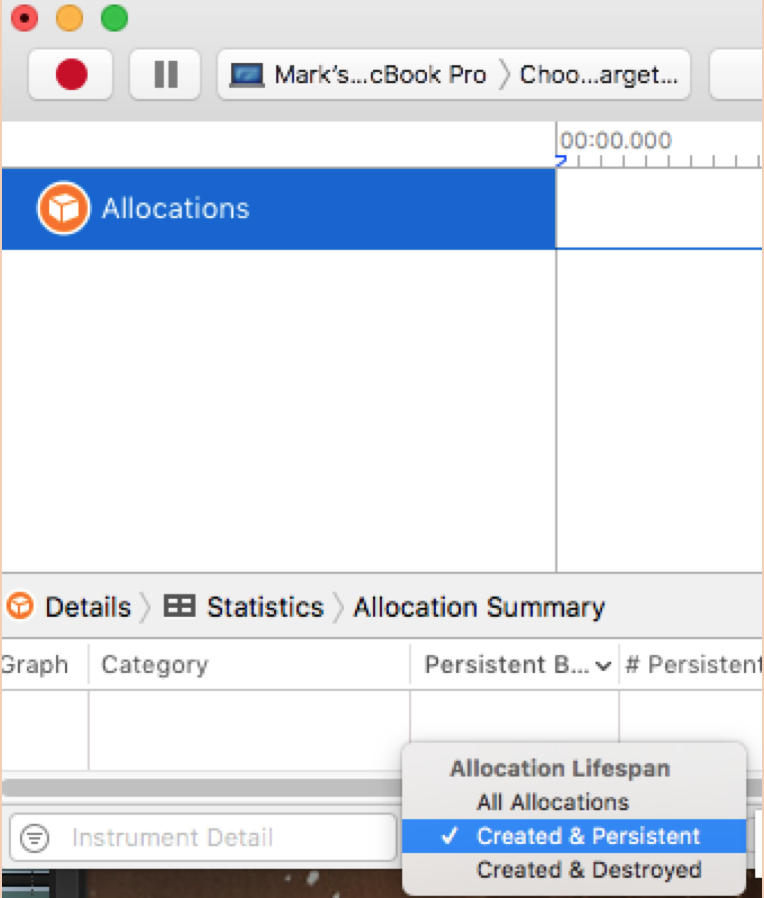 Mark's...cBook Pro 〉 Choo...arget...
00:00.000
Allocations
Details 〉 Statistics 〉 Allocation Summary
Graph Category Persistent B... # Persistent
Allocation Lifespan
All Allocations
✓ Created & Persistent
Created & Destroyed
Instrument Detail